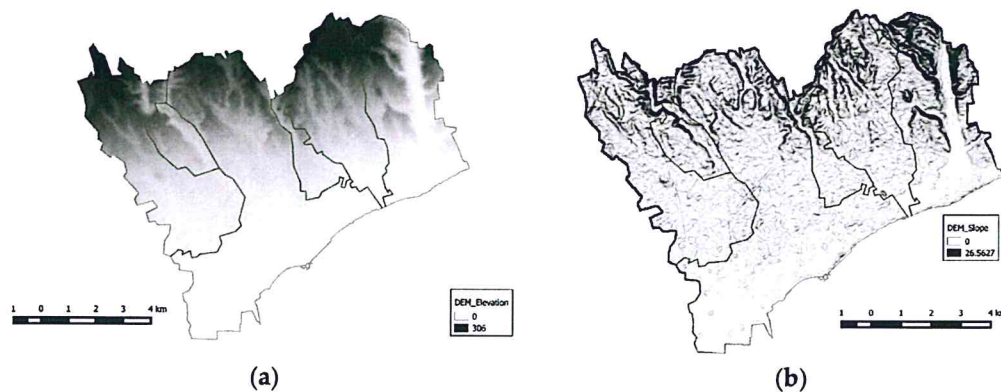 DEM_Elevation
0
306
1 0 1 2 3 4 km
(a)
DEM_Slope
0
26.5627
1 0 1 2 3 4 k
(b)